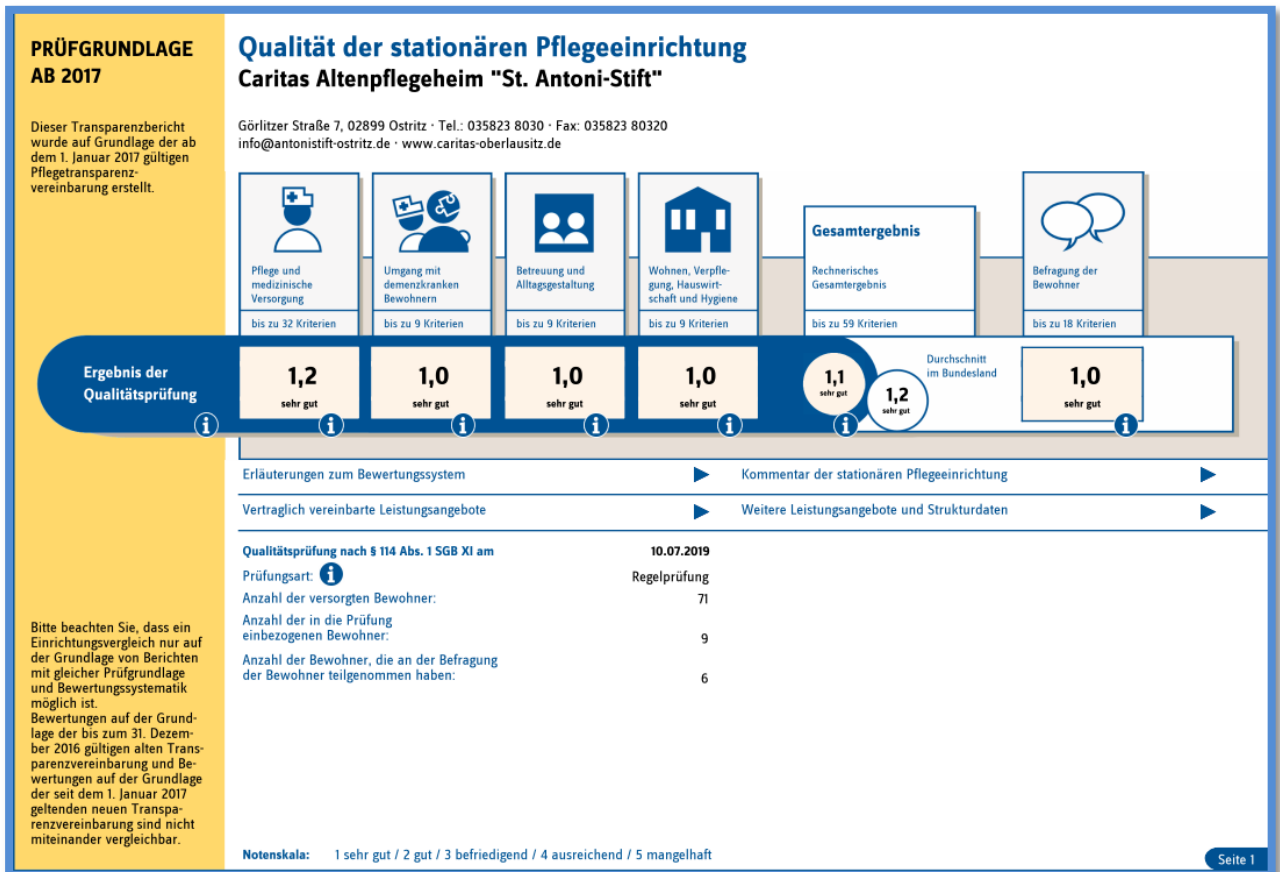 PRÜFGRUNDLAGE
AB 2017
Dieser Transparenzbericht
wurde auf Grundlage der ab
dem 1. Januar 2017 gültigen
Pflegetransparenz-
vereinbarung erstellt.
Qualität der stationären Pflegeeinrichtung
Caritas Altenpflegeheim "St. Antoni-Stift"
Görlitzer Straße 7, 02899 Ostritz · Tel.: 035823 8030 · Fax: 035823 80320
info@antonistift-ostritz.de · www.caritas-oberlausitz.de
Pflege und
medizinische
Versorgung
bis zu 32 Kriterien
Umgang mit
demenzkranken
Bewohnern
bis zu 9 Kriterien
Betreuung und
Alltagsgestaltung
bis zu 9 Kriterien
Wohnen, Verpfle-
gung, Hauswirt-
schaft und Hygiene
bis zu 9 Kriterien
Gesamtergebnis
Rechnerisches
Gesamtergebnis
bis zu 59 Kriterien
Befragung der
Bewohner
bis zu 18 Kriterien
Ergebnis der
Qualitätsprüfung
1,2
sehr gut
1,0
sehr gut
1,0
sehr gut
1,0
sehr gut
1,1
sehr gut
1,2
sehr gut
Durchschnitt
im Bundesland
1,0
sehr gut
Erläuterungen zum Bewertungssystem
Kommentar der stationären Pflegeeinrichtung
Vertraglich vereinbarte Leistungsangebote
Weitere Leistungsangebote und Strukturdaten
Qualitätsprüfung nach § 114 Abs. 1 SGB XI am 10.07.2019
Prüfungsart: i Regelprüfung
Anzahl der versorgten Bewohner: 71
Anzahl der in die Prüfung
einbezogenen Bewohner: 9
Anzahl der Bewohner, die an der Befragung
der Bewohner teilgenommen haben: 6
Bitte beachten Sie, dass ein
Einrichtungsvergleich nur auf
der Grundlage von Berichten
mit gleicher Prüfgrundlage
und Bewertungssystematik
möglich ist.
Bewertungen auf der Grund-
lage der bis zum 31. Dezem-
ber 2016 gültigen alten Trans-
parenzvereinbarung und Be-
wertungen auf der Grundlage
der seit dem 1. Januar 2017
geltenden neuen Transpa-
renzvereinbarung sind nicht
miteinander vergleichbar.
Notenskala: 1 sehr gut / 2 gut / 3 befriedigend / 4 ausreichend / 5 mangelhaft
Seite 1